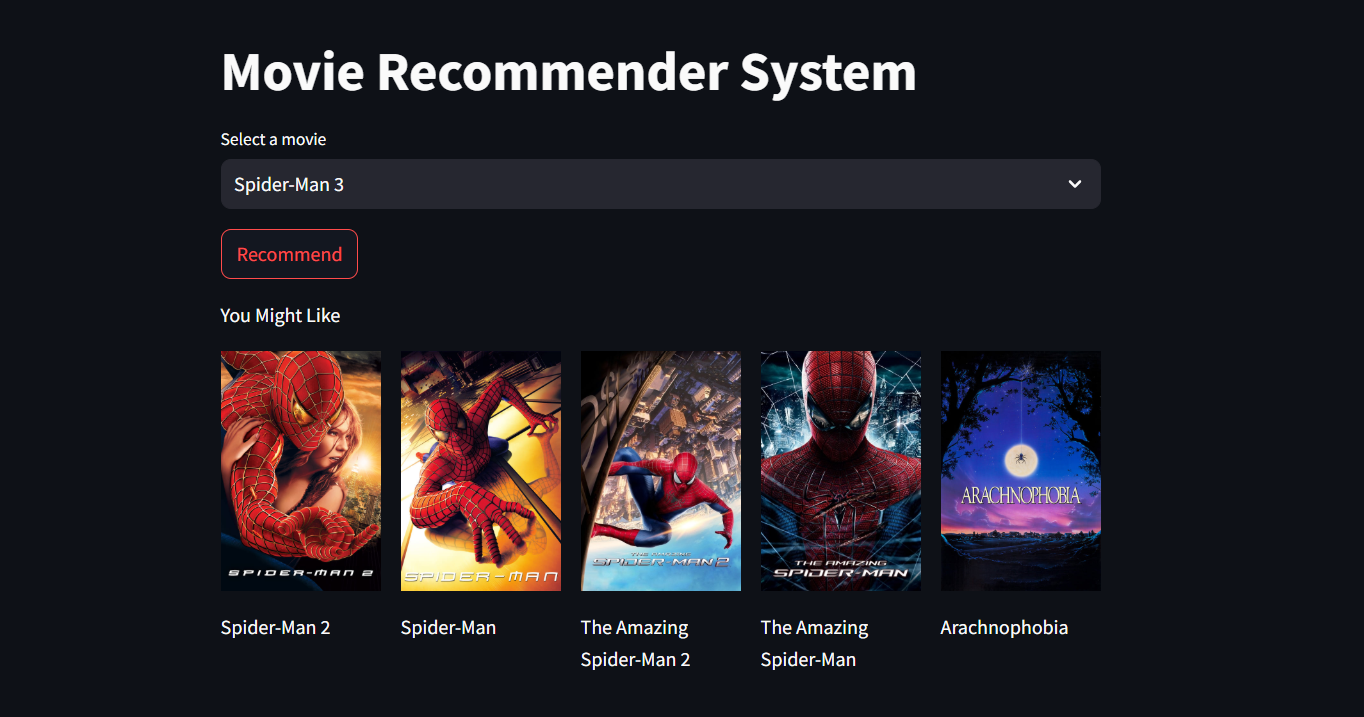 Movie Recommender System
Select a movie
Spider-Man 3
Recommend
You Might Like
SPIDER-MAN 2
SPIDER-MAN
THE AMAZING
SPIDER-MAN 2
THE AMAZING
SPIDER-MAN
ARACHNOPHOBIA
Spider-Man 2
Spider-Man
The Amazing
Spider-Man 2
The Amazing
Spider-Man
Arachnophobia